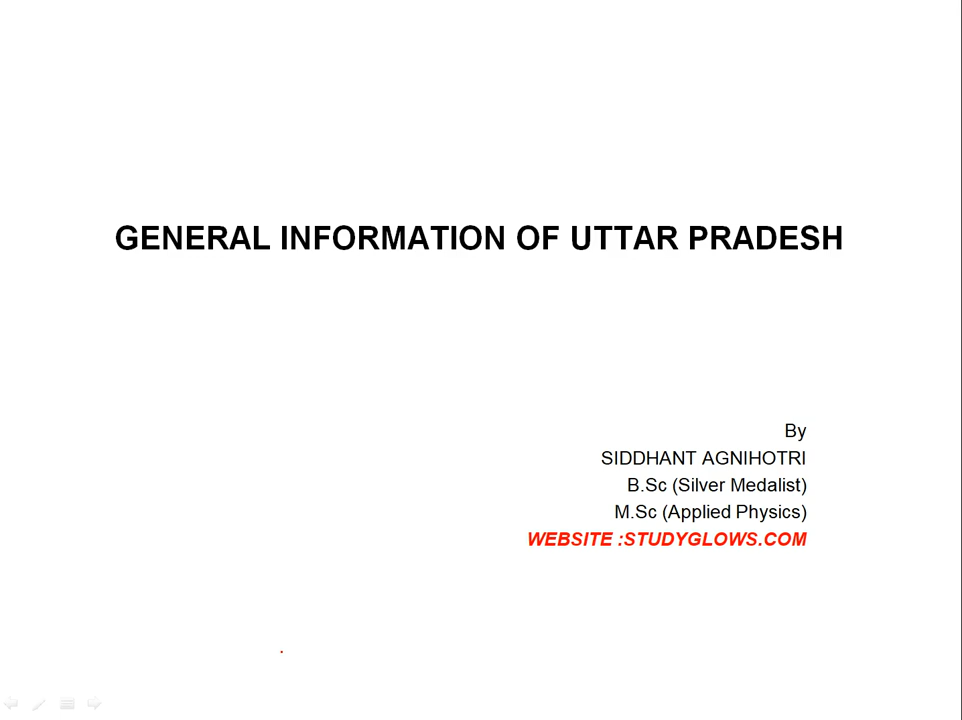 GENERAL INFORMATION OF UTTAR PRADESH
By
SIDDHANT AGNIHOTRI
B.Sc (Silver Medalist)
M.Sc (Applied Physics)
WEBSITE :STUDYGLOWS.COM